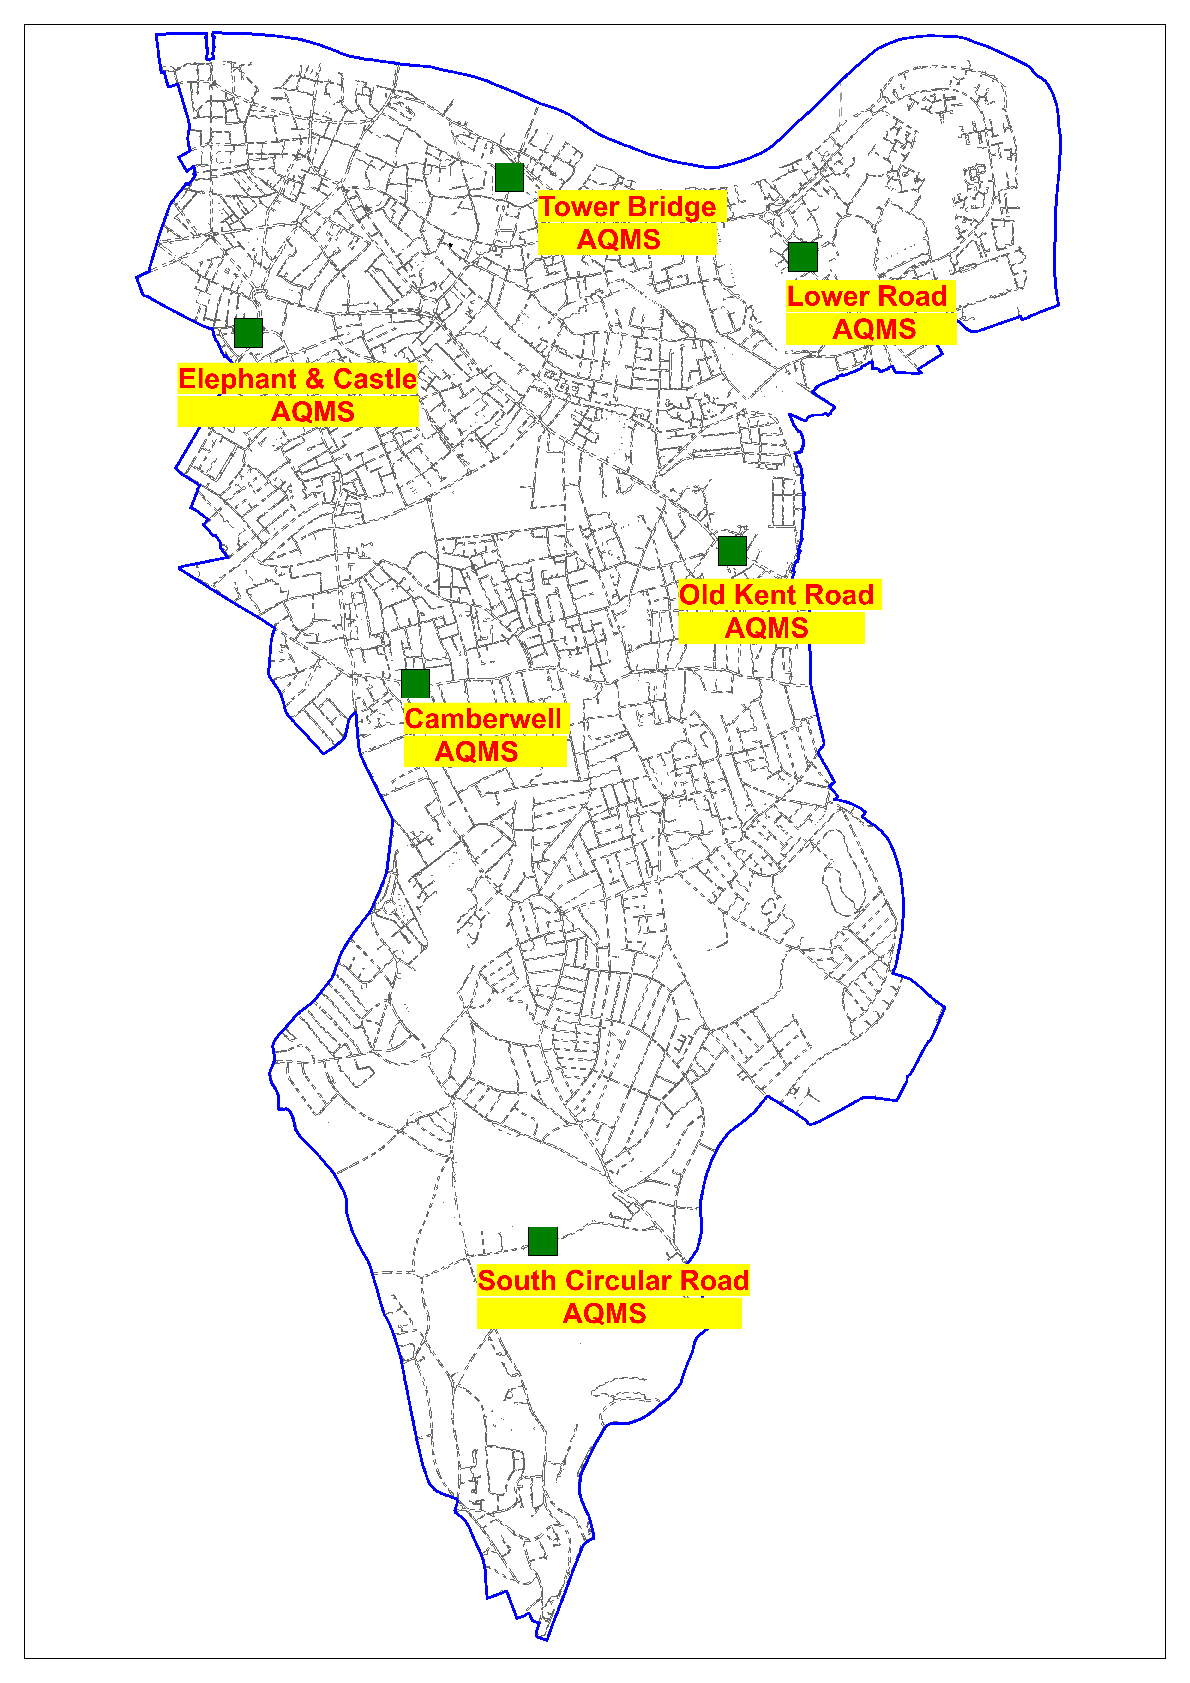 Tower Bridge
AQMS
Lower Road
AQMS
Elephant & Castle
AQMS
Old Kent Road
AQMS
Camberwell
AQMS
South Circular Road
AQMS